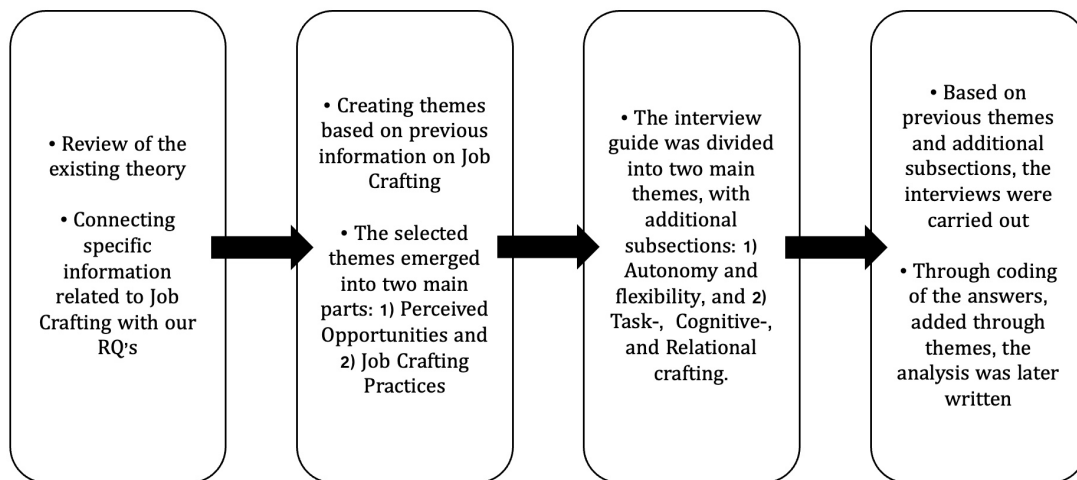 • Review of the
existing theory
• Connecting
specific
information
related to Job
Crafting with our
RQ's
• Creating themes
based on previous
information on Job
Crafting
• The selected
themes emerged
into two main
parts: 1) Perceived
Opportunities and
2) Job Crafting
Practices
• The interview
guide was divided
into two main
themes, with
additional
subsections: 1)
Autonomy and
flexibility, and 2)
Task-, Cognitive-,
and Relational
crafting.
• Based on
previous themes
and additional
subsections, the
interviews were
carried out
• Through coding
of the answers,
added through
themes, the
analysis was later
written